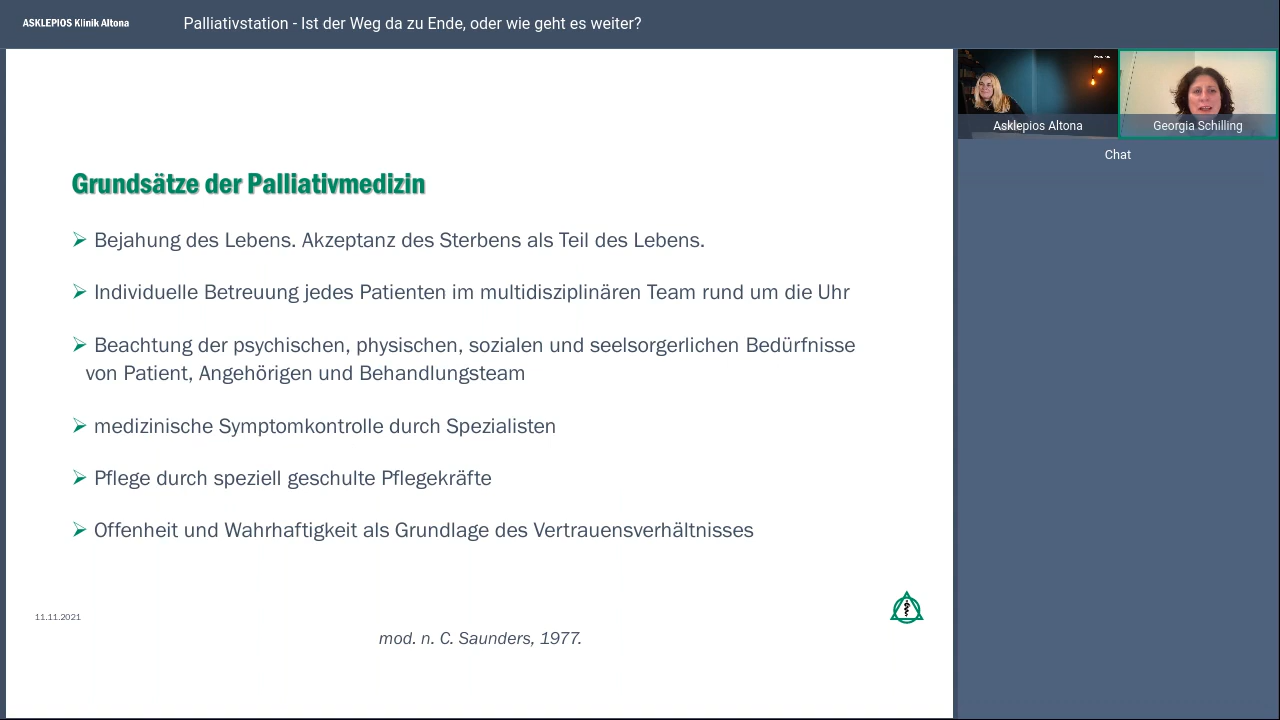 ASKLEPIOS Klinik Altona
Palliativstation - Ist der Weg da zu Ende, oder wie geht es weiter?
Asklepios Altona
Georgia Schilling
Chat
Grundsätze der Palliativmedizin
➢ Bejahung des Lebens. Akzeptanz des Sterbens als Teil des Lebens.
➢ Individuelle Betreuung jedes Patienten im multidisziplinären Team rund um die Uhr
➢ Beachtung der psychischen, physischen, sozialen und seelsorgerlichen Bedürfnisse
von Patient, Angehörigen und Behandlungsteam
➢ medizinische Symptomkontrolle durch Spezialisten
➢ Pflege durch speziell geschulte Pflegekräfte
➢ Offenheit und Wahrhaftigkeit als Grundlage des Vertrauensverhältnisses
11.11.2021
mod. n. C. Saunders, 1977.